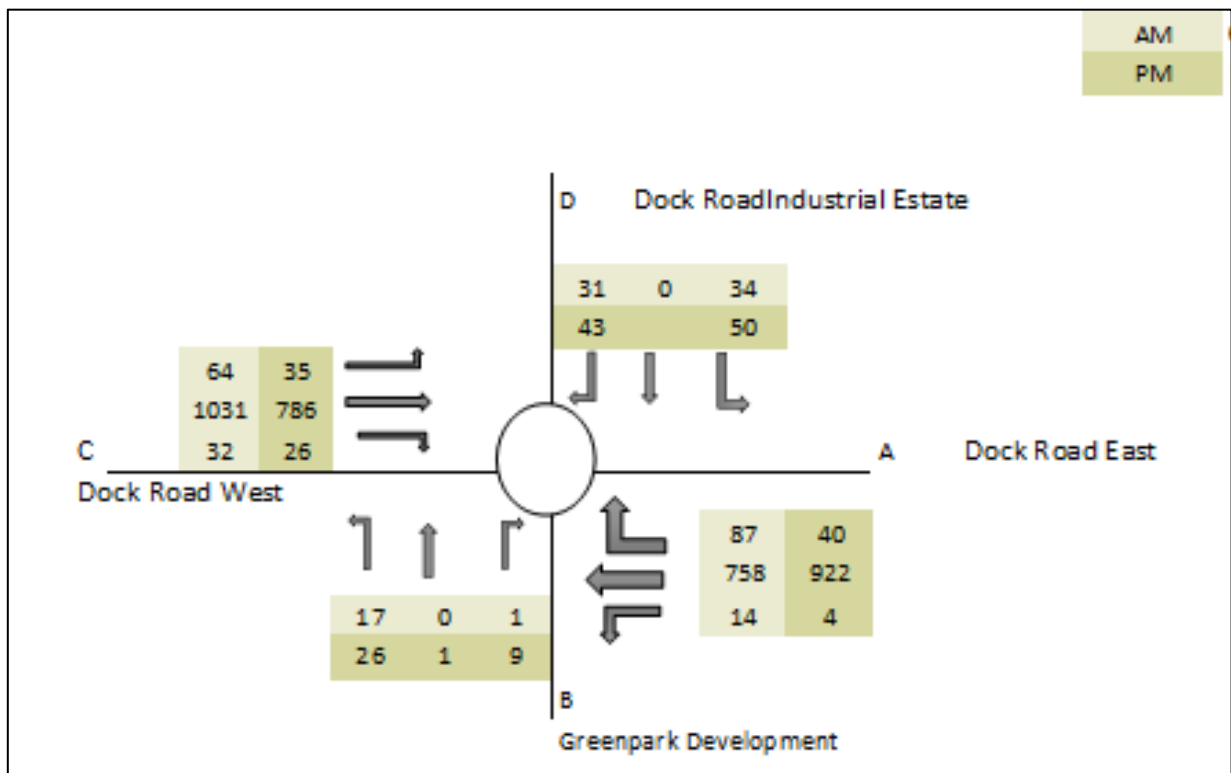 AM
PM
D Dock RoadIndustrial Estate
31 0 34
43 50
64 35
1031 786
32 26
C
A Dock Road East
Dock Road West
87 40
758 922
14 4
17 0 1
26 1 9
B
Greenpark Development